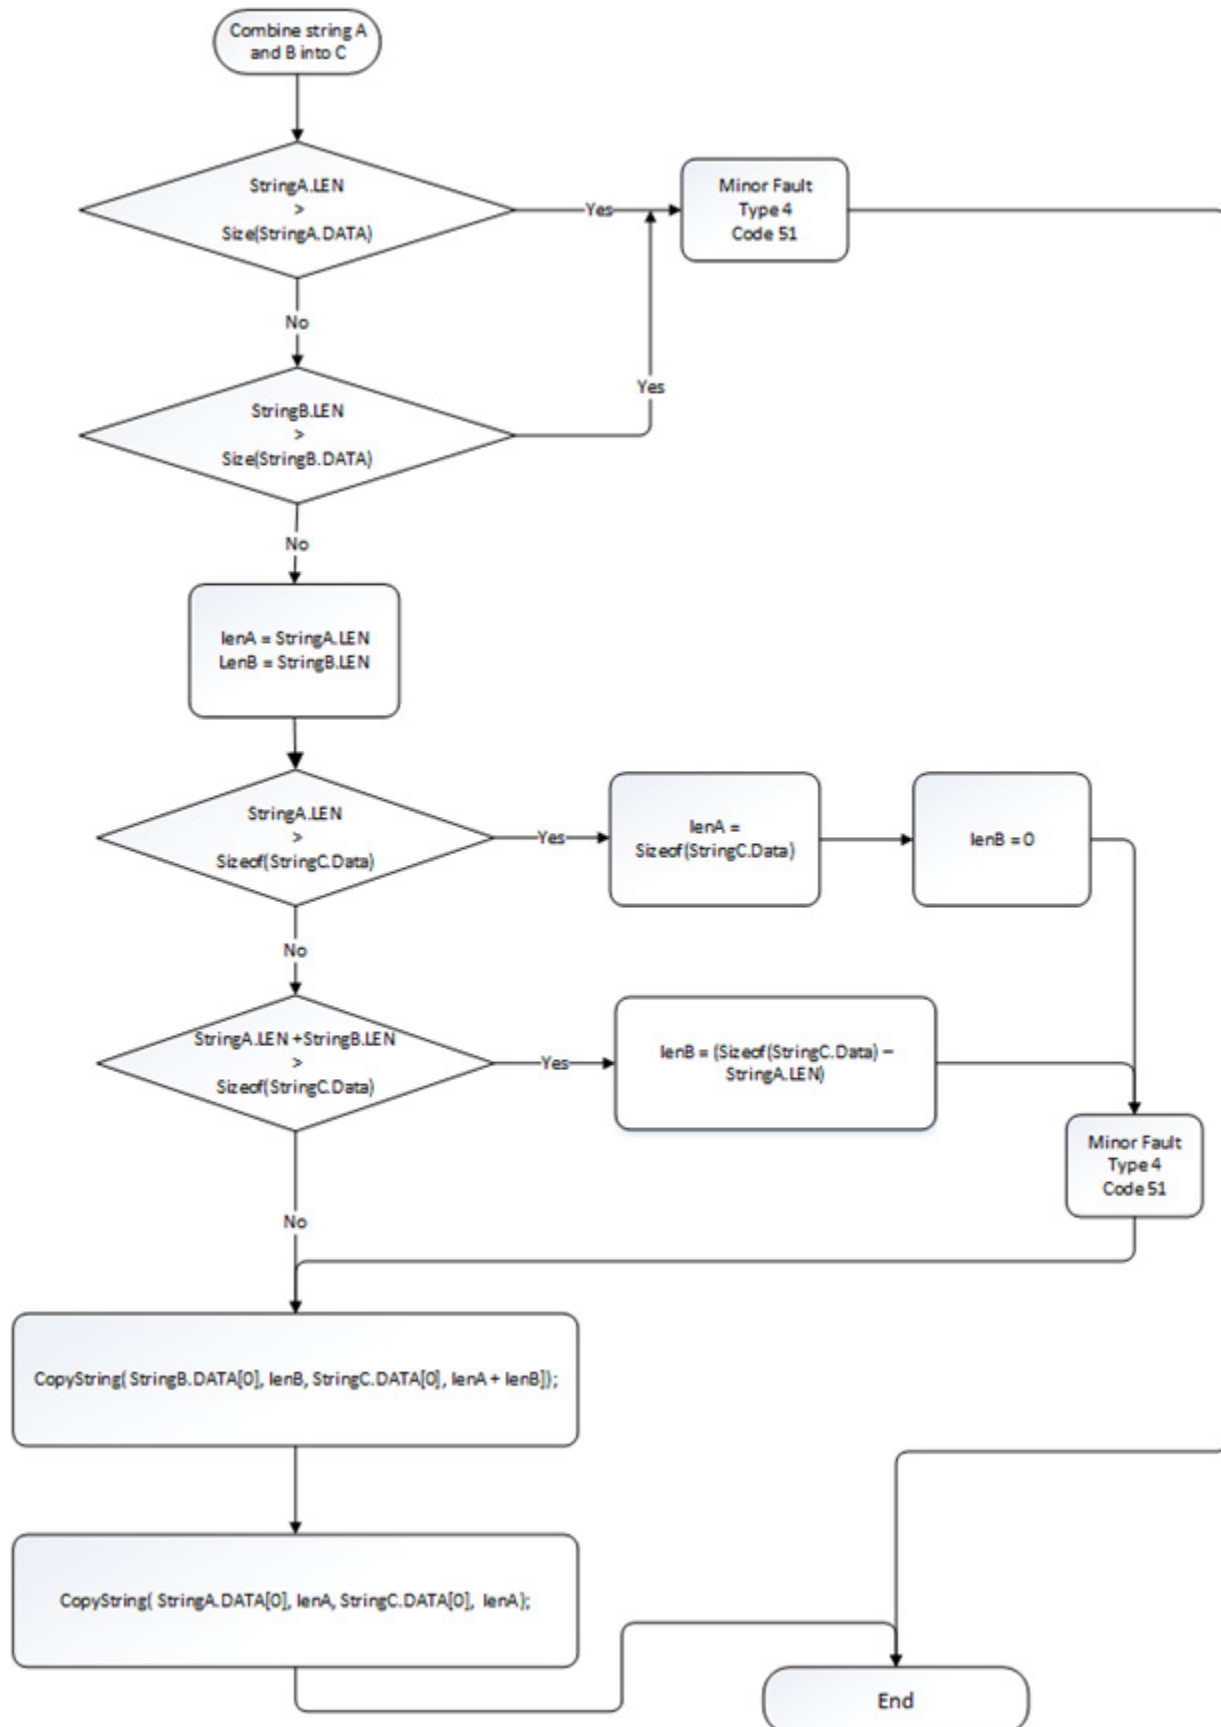 Combine string A
and B into C
StringA.LEN
>
Size(StringA.DATA)
Yes
Minor Fault
Type 4
Code 51
No
Yes
StringB.LEN
>
Size(StringB.DATA)
No
lenA = StringA.LEN
LenB = StringB.LEN
StringA.LEN
>
Sizeof(StringC.Data)
Yes
lenA =
Sizeof(StringC.Data)
lenB = 0
No
StringA.LEN +StringB.LEN
>
Sizeof(StringC.Data)
Yes
lenB = (Sizeof(StringC.Data) –
StringA.LEN)
Minor Fault
Type 4
Code 51
No
CopyString( StringB.DATA[0], lenB, StringC.DATA[0], lenA + lenB]);
CopyString( StringA.DATA[0], lenA, StringC.DATA[0], lenA);
End